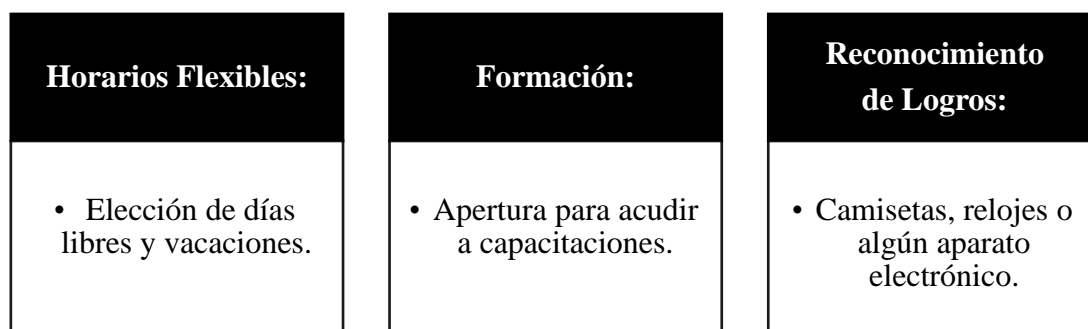 Horarios Flexibles:
• Elección de días
libres y vacaciones.
Formación:
• Apertura para acudir
a capacitaciones.
Reconocimiento
de Logros:
• Camisetas, relojes o
algún aparato
electrónico.